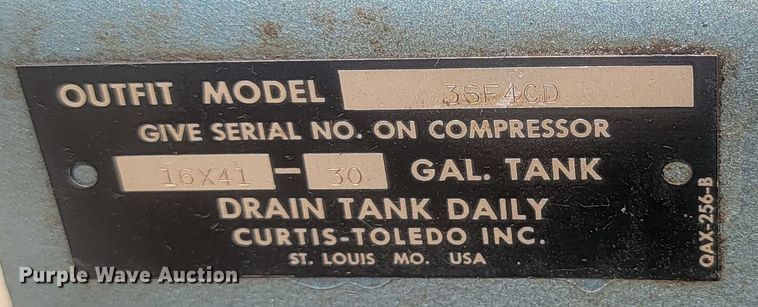 OUTFIT MODEL 3SF4CD
GIVE SERIAL NO. ON COMPRESSOR
16X41 - 30 GAL. TANK
DRAIN TANK DAILY
CURTIS-TOLEDO INC.
ST. LOUIS MO. USA
QAX-256-B
Purple Wave Auction